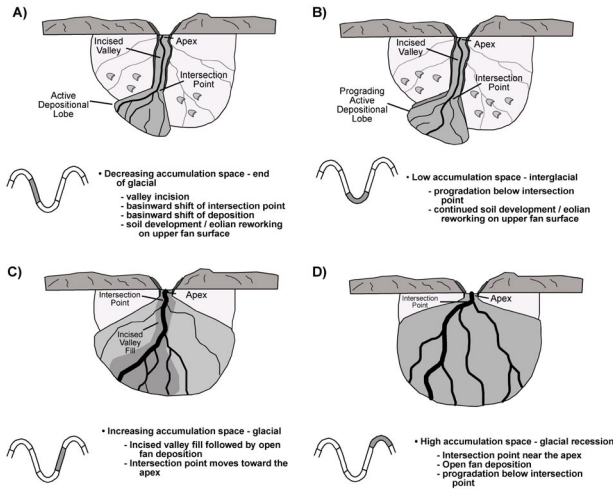 A)
Incised
Valley
Apex
Intersection
Point
Active
Depositional
Lobe
• Decreasing accumulation space - end
of glacial
- valley incision
- basinward shift of intersection point
- basinward shift of deposition
- soil development / eolian reworking
on upper fan surface
B)
Incised
Valley
Apex
Intersection
Point
Prograding
Active
Depositional
Lobe
• Low accumulation space - interglacial
- progradation below intersection
point
- continued soil development / eolian
reworking on upper fan surface
C)
Intersection
Point
Apex
Incised
Valley
Fill
• Increasing accumulation space - glacial
- Incised valley fill followed by open
fan deposition
- Intersection point moves toward the
apex
D)
Intersection
Point
Apex
• High accumulation space - glacial recession
- Intersection point near the apex
- Open fan deposition
- progradation below intersection
point